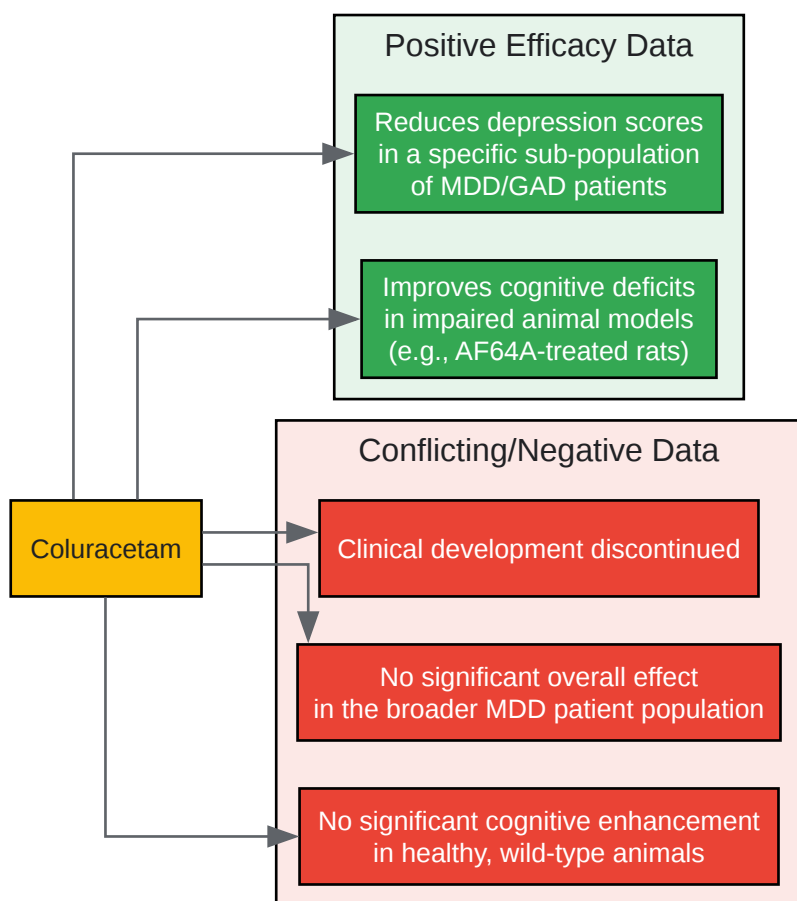 Positive Efficacy Data
Reduces depression scores
in a specific sub-population
of MDD/GAD patients
Improves cognitive deficits
in impaired animal models
(e.g., AF64A-treated rats)
Conflicting/Negative Data
Coluracetam
Clinical development discontinued
No significant overall effect
in the broader MDD patient population
No significant cognitive enhancement
in healthy, wild-type animals